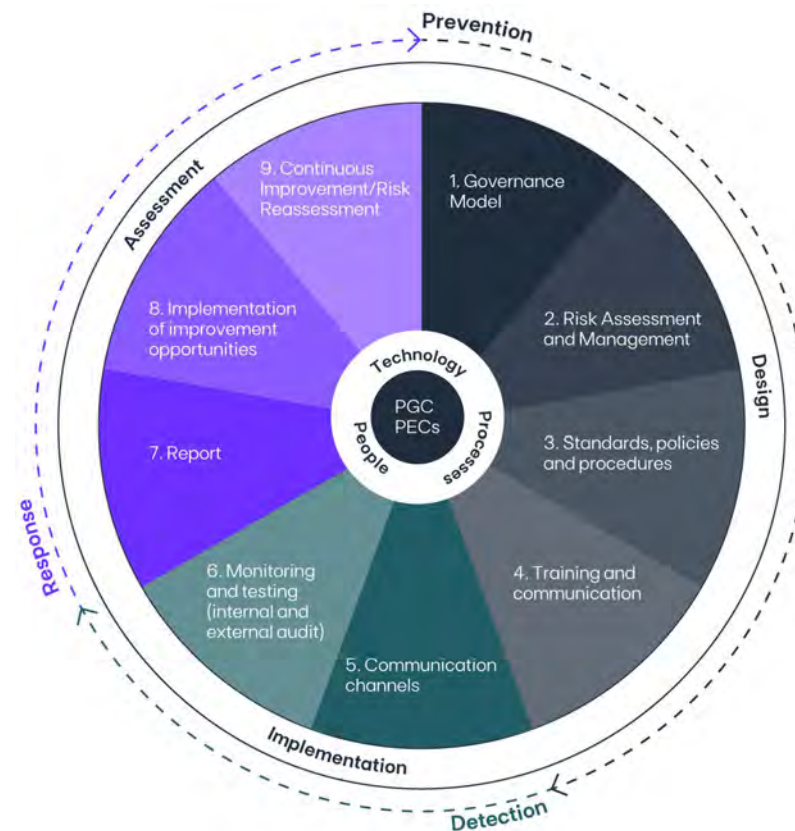 Prevention
Design
Detection
Implementation
Response
Assessment
1. Governance
Model
2. Risk Assessment
and Management
3. Standards, policies
and procedures
4. Training and
communication
5. Communication
channels
6. Monitoring
and testing
(internal and
external audit)
7. Report
8. Implementation
of improvement
opportunities
9. Continuous
Improvement/Risk
Reassessment
Technology
Processes
People
PGC
PECs